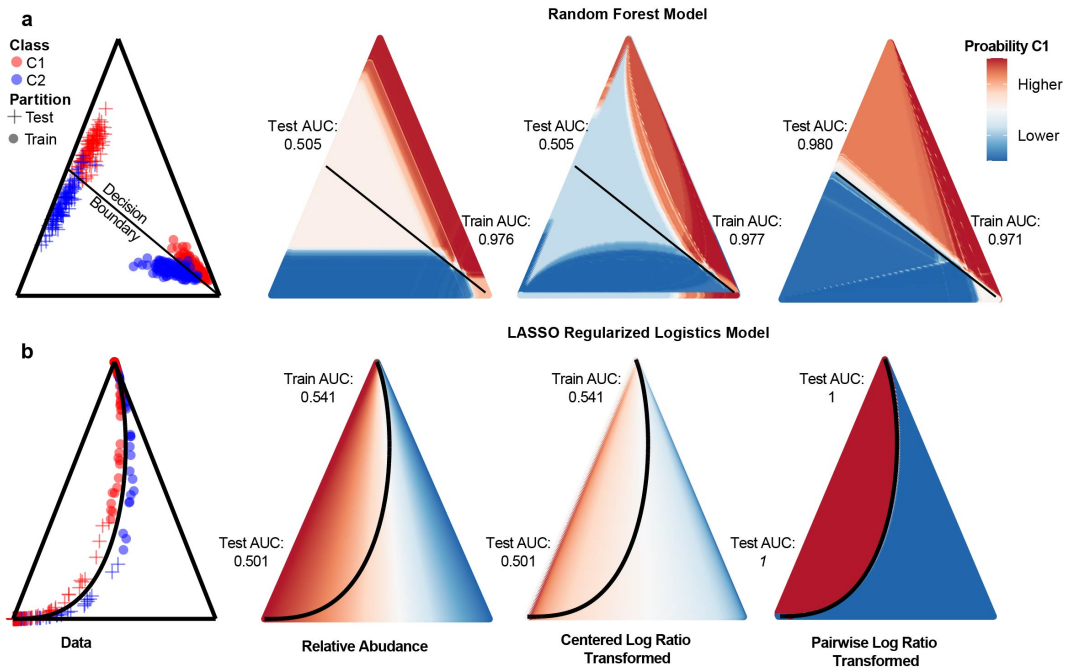 a
Random Forest Model
Class
C1
C2
Partition
Test
Train
Decision
Boundary
Test AUC:
0.505
Train AUC:
0.976
Test AUC:
0.505
Train AUC:
0.977
Test AUC:
0.980
Train AUC:
0.971
Proability C1
Higher
Lower
b
LASSO Regularized Logistics Model
Train AUC:
0.541
Test AUC:
0.501
Train AUC:
0.541
Test AUC:
0.501
Test AUC:
1
Test AUC:
1
Data
Relative Abudance
Centered Log Ratio
Transformed
Pairwise Log Ratio
Transformed